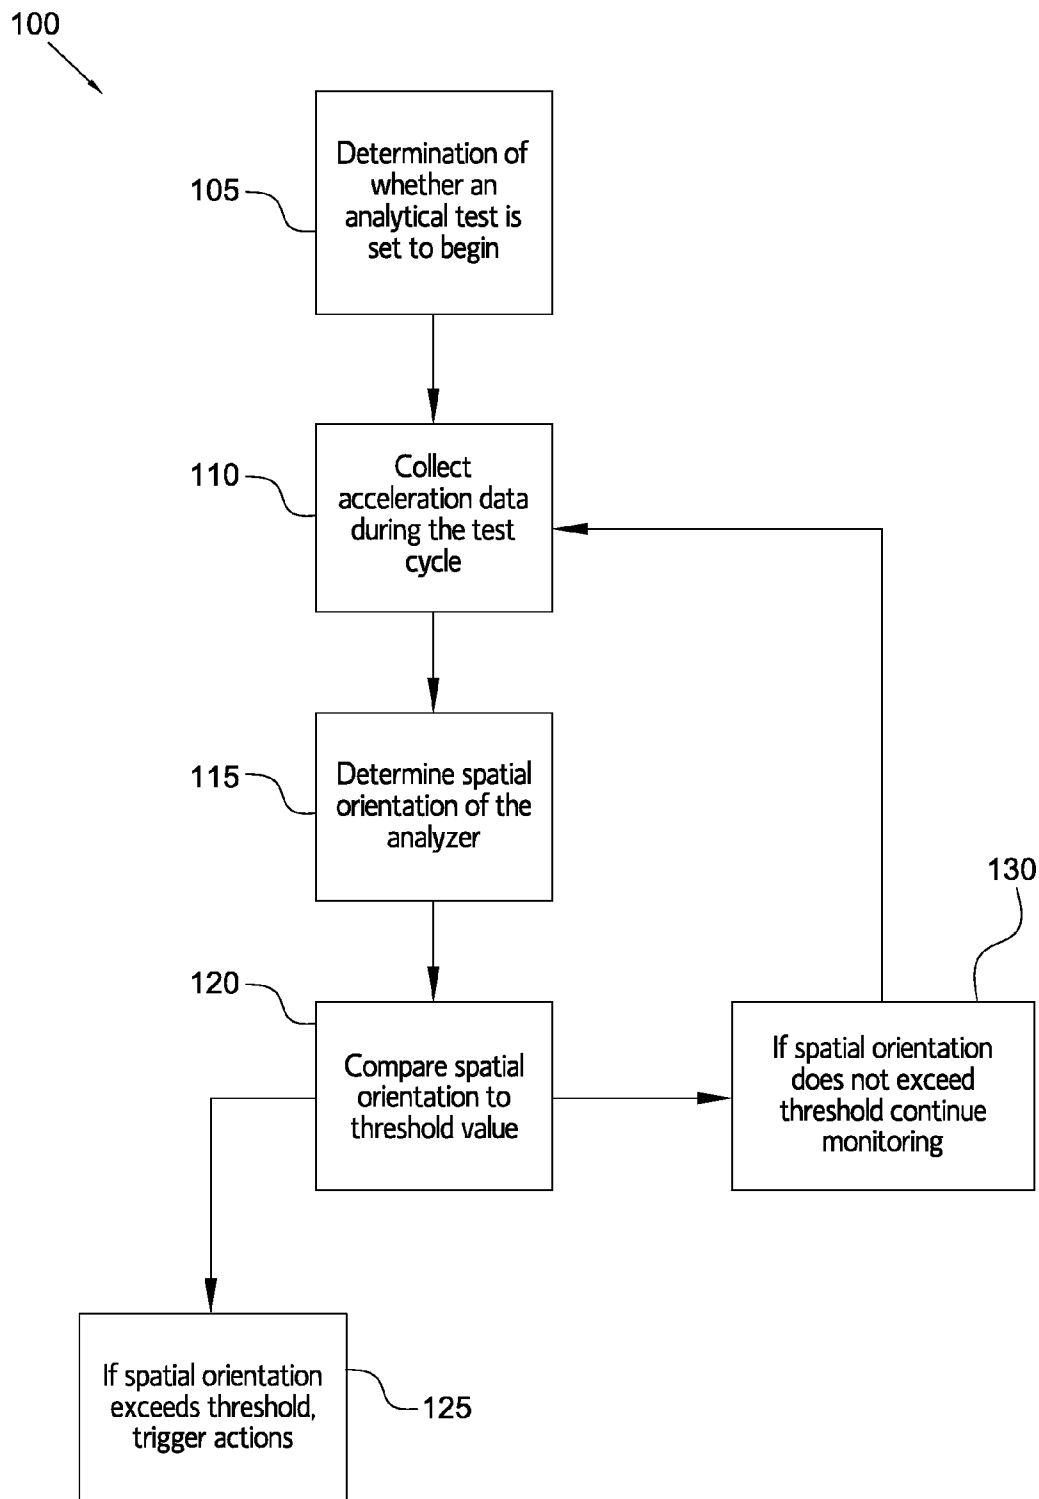 100
Determination of
whether an
analytical test is
set to begin
105
Collect
acceleration data
during the test
cycle
110
Determine spatial
orientation of the
analyzer
115
Compare spatial
orientation to
threshold value
120
If spatial orientation
does not exceed
threshold continue
monitoring
130
If spatial orientation
exceeds threshold,
trigger actions
125